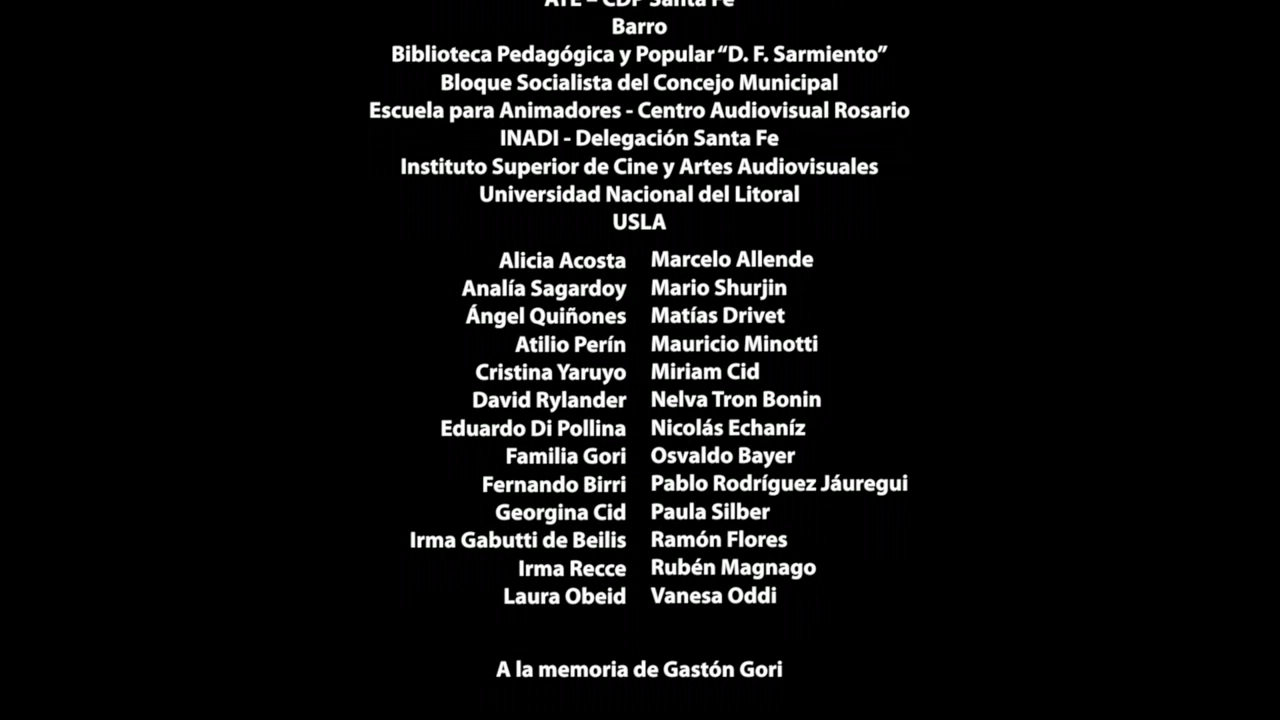 ATE – CDP Santa Fe
Barro
Biblioteca Pedagógica y Popular “D. F. Sarmiento”
Bloque Socialista del Concejo Municipal
Escuela para Animadores - Centro Audiovisual Rosario
INADI - Delegación Santa Fe
Instituto Superior de Cine y Artes Audiovisuales
Universidad Nacional del Litoral
USLA
Alicia Acosta Marcelo Allende
Analía Sagardoy Mario Shurjin
Ángel Quiñones Matías Drivet
Atilio Perín Mauricio Minotti
Cristina Yaruyo Miriam Cid
David Rylander Nelva Tron Bonin
Eduardo Di Pollina Nicolás Echaníz
Familia Gori Osvaldo Bayer
Fernando Birri Pablo Rodríguez Jáuregui
Georgina Cid Paula Silber
Irma Gabutti de Beilis Ramón Flores
Irma Recce Rubén Magnago
Laura Obeid Vanesa Oddi
A la memoria de Gastón Gori